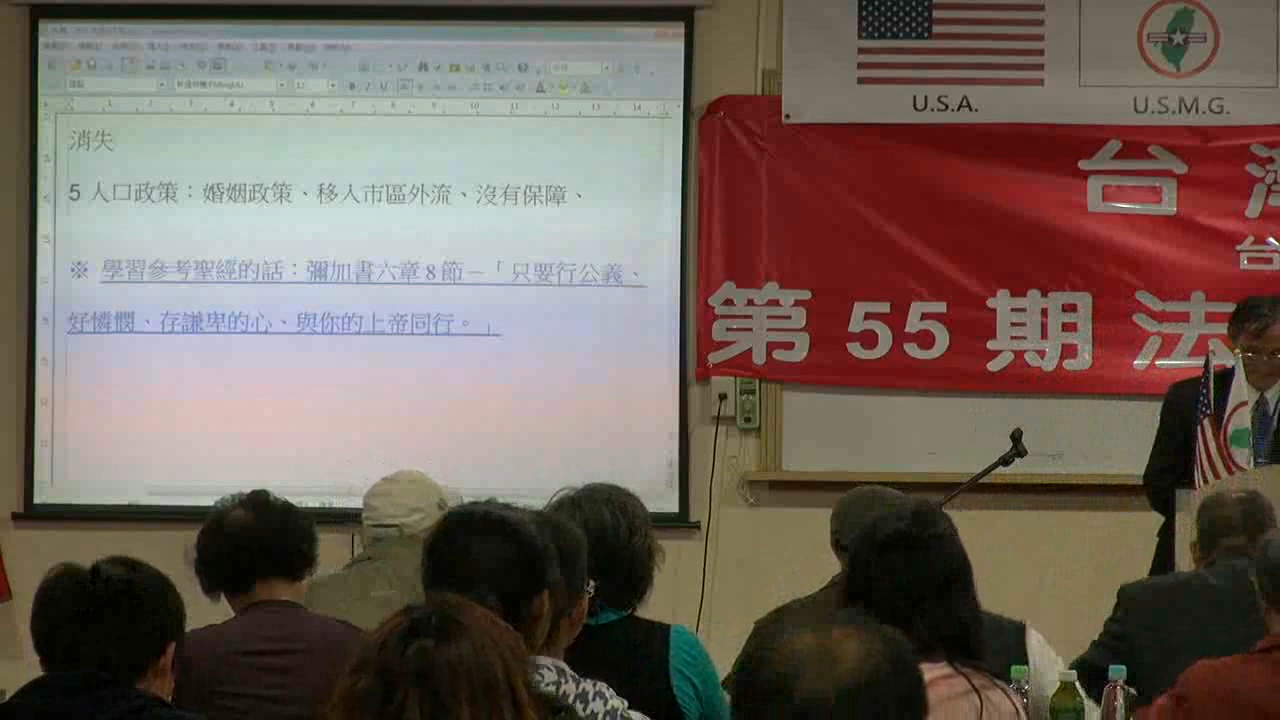 消失
5 人口政策：婚姻政策、移入市區外流、沒有保障、
※ 學習參考聖經的話：彌加書六章 8 節－「只要行公義、
好憐憫、存謙卑的心、與你的上帝同行。」
U.S.A.
U.S.M.G.
台灣
台
第 55 期 法